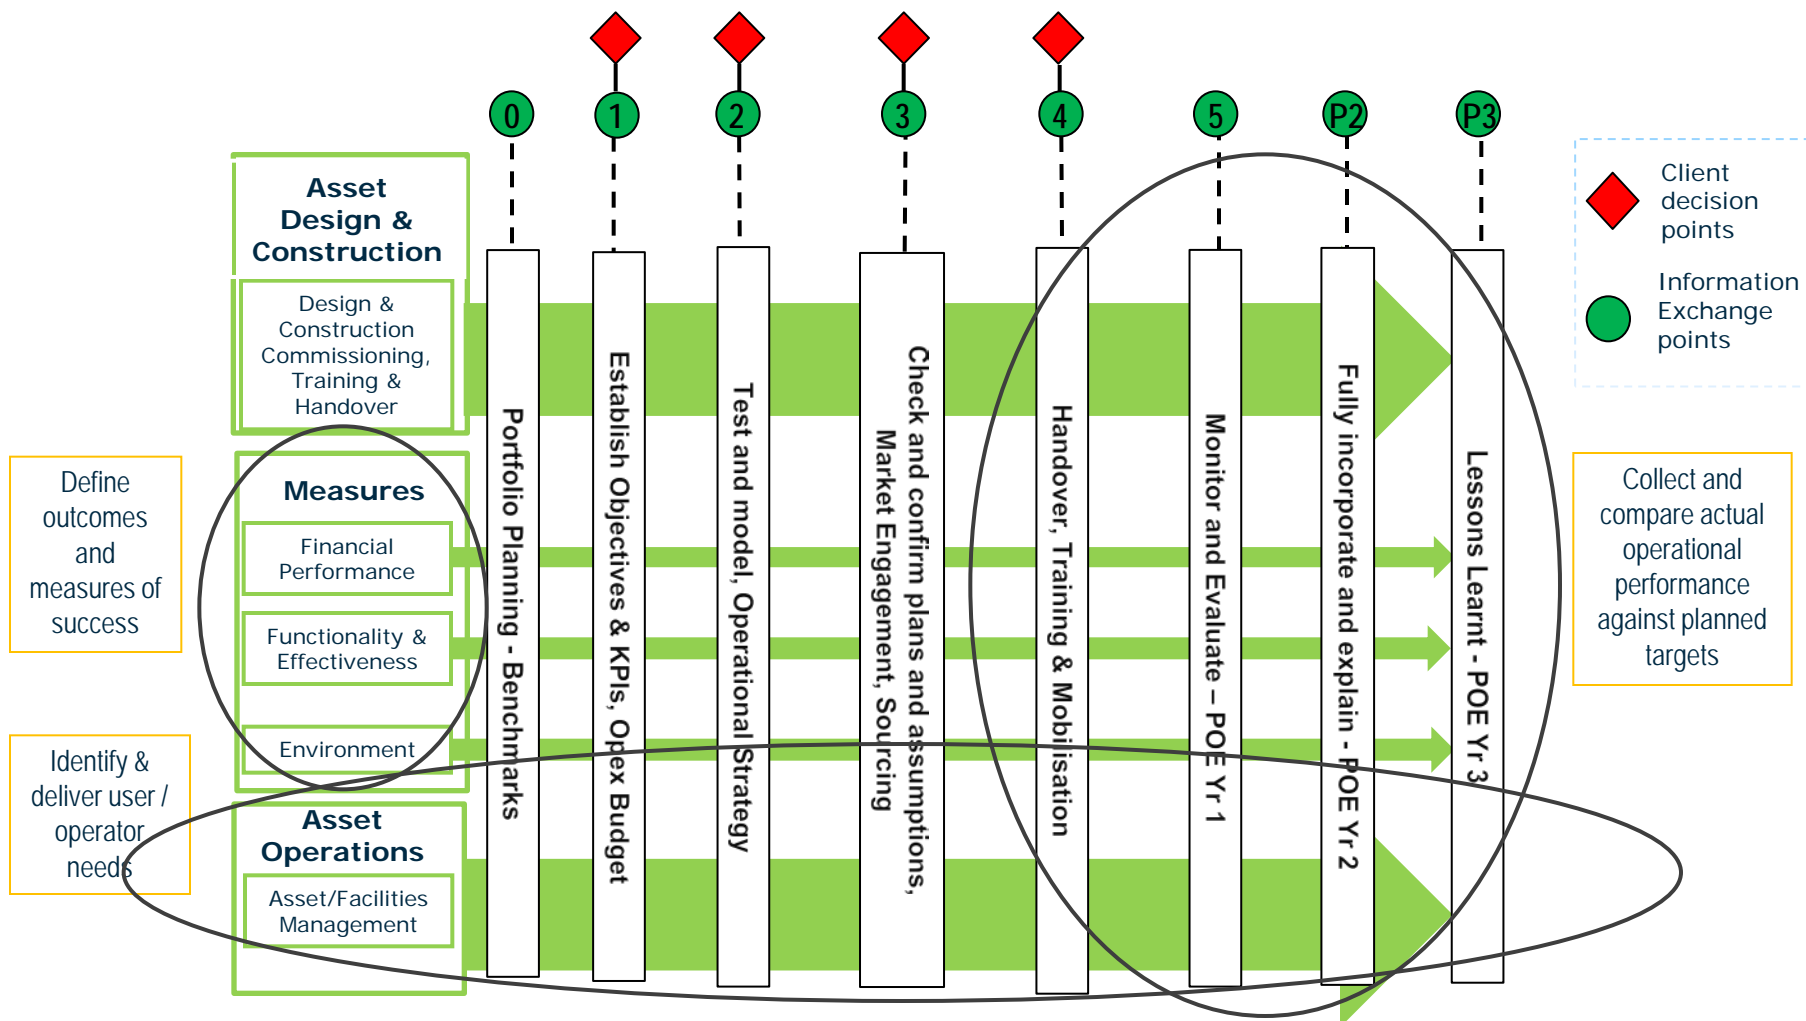 0
1
2
3
4
5
P2
P3
Client
decision
points
Information
Exchange
points
Asset
Design &
Construction
Design &
Construction
Commissioning,
Training &
Handover
Measures
Financial
Performance
Functionality &
Effectiveness
Environment
Asset
Operations
Asset/Facilities
Management
Define
outcomes
and
measures of
success
Identify &
deliver user /
operator
needs
Portfolio Planning - Benchmarks
Establish Objectives & KPIs, Opex Budget
Test and model, Operational Strategy
Check and confirm plans and assumptions,
Market Engagement, Sourcing
Handover, Training & Mobilisation
Monitor and Evaluate – POE Yr 1
Fully incorporate and explain - POE Yr 2
Lessons Learnt - POE Yr 3
Collect and
compare actual
operational
performance
against planned
targets